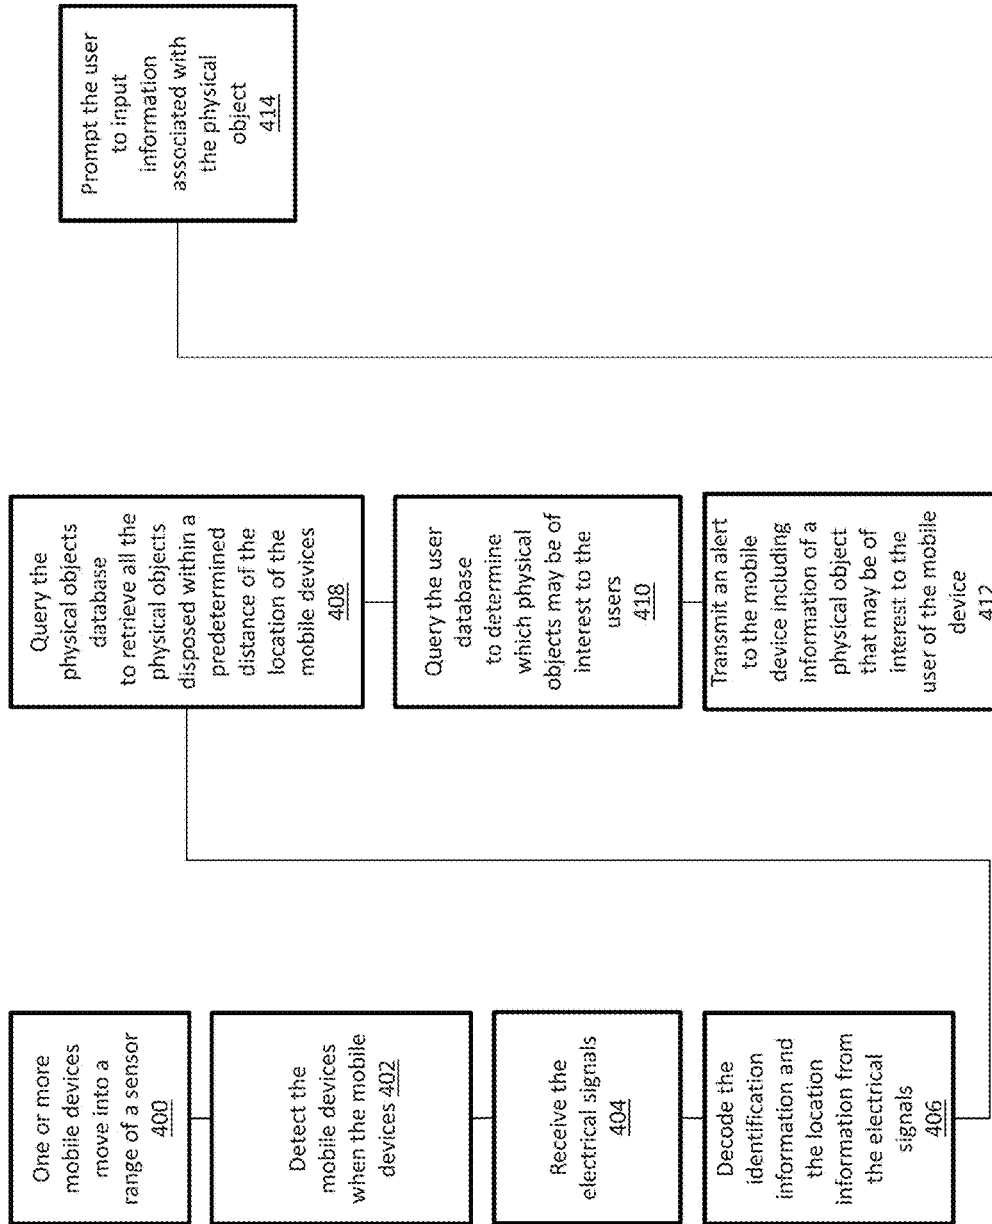 One or more
mobile devices
move into a
range of a sensor
400
Detect the
mobile devices
when the mobile
devices 402
Receive the
electrical signals
404
Decode the
identification
information and
the location
information from
the electrical
signals
406
Query the
physical objects
database
to retrieve all the
physical objects
disposed within a
predetermined
distance of the
location of the
mobile devices
408
Query the user
database
to determine
which physical
objects may be of
interest to the
users
410
Transmit an alert
to the mobile
device including
information of a
physical object
that may be of
interest to the
user of the mobile
device
412
Prompt the user
to input
information
associated with
the physical
object
414